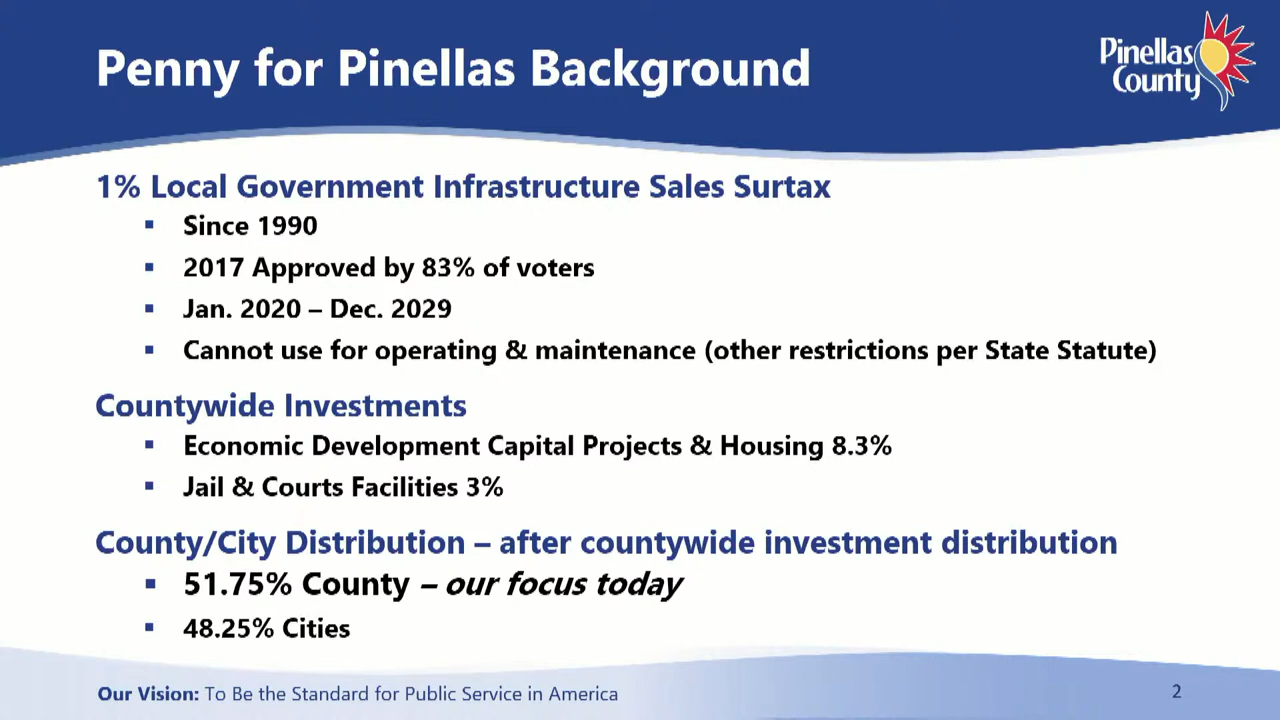 Penny for Pinellas Background
Pinellas
County
1% Local Government Infrastructure Sales Surtax
▪ Since 1990
▪ 2017 Approved by 83% of voters
▪ Jan. 2020 – Dec. 2029
▪ Cannot use for operating & maintenance (other restrictions per State Statute)
Countywide Investments
▪ Economic Development Capital Projects & Housing 8.3%
▪ Jail & Courts Facilities 3%
County/City Distribution – after countywide investment distribution
▪ 51.75% County – our focus today
▪ 48.25% Cities
Our Vision: To Be the Standard for Public Service in America
2